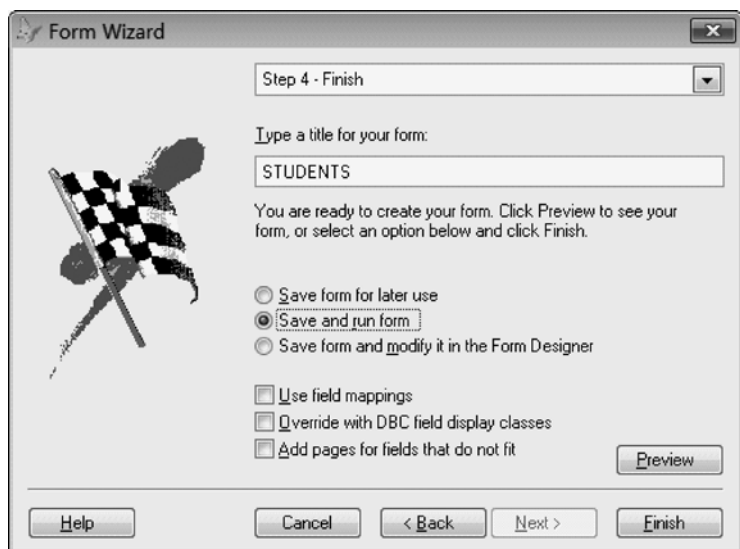 Form Wizard
Step 4 - Finish
Type a title for your form:
STUDENTS
You are ready to create your form. Click Preview to see your
form, or select an option below and click Finish.
Save form for later use
Save and run form
Save form and modify it in the Form Designer
Use field mappings
Override with DBC field display classes
Add pages for fields that do not fit
Preview
Help
Cancel
< Back
Next >
Finish